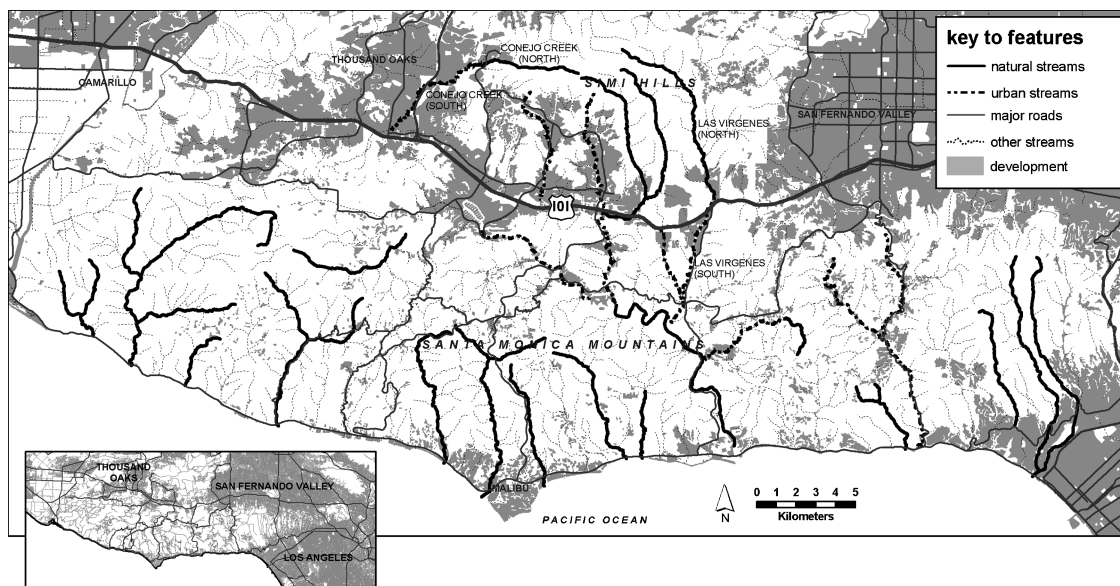 key to features
natural streams
urban streams
major roads
other streams
development
CONEJO CREEK
(NORTH)
THOUSAND OAKS
CAMARILLO
SIMI HILLS
CONEJO CREEK
(SOUTH)
SAN FERNANDO VALLEY
LAS VIRGENES
(NORTH)
101
LAS VIRGENES
(SOUTH)
SANTA MONICA MOUNTAINS
MALIBU
PACIFIC OCEAN
N
0 1 2 3 4 5
Kilometers
THOUSAND
OAKS
SAN FERNANDO VALLEY
LOS ANGELES